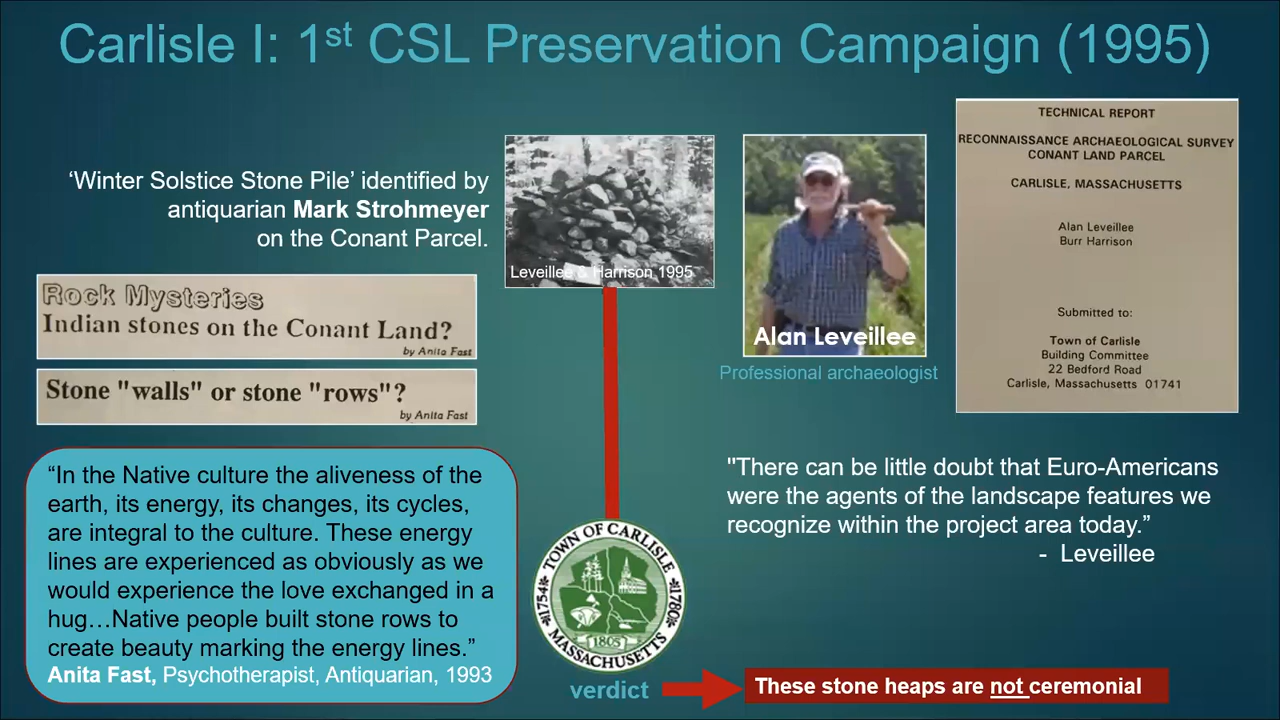 Carlisle I: 1st CSL Preservation Campaign (1995)
‘Winter Solstice Stone Pile’ identified by
antiquarian Mark Strohmeyer
on the Conant Parcel.
Leveillee & Harrison 1995
Rock Mysteries
Indian stones on the Conant Land?
by Anita Fast
Stone "walls" or stone "rows"?
by Anita Fast
“In the Native culture the aliveness of the
earth, its energy, its changes, its cycles,
are integral to the culture. These energy
lines are experienced as obviously as we
would experience the love exchanged in a
hug…Native people built stone rows to
create beauty marking the energy lines.”
Anita Fast, Psychotherapist, Antiquarian, 1993
Alan Leveillee
Professional archaeologist
TECHNICAL REPORT
RECONNAISSANCE ARCHAEOLOGICAL SURVEY
CONANT LAND PARCEL
CARLISLE, MASSACHUSETTS
Alan Leveillee
Burr Harrison
Submitted to:
Town of Carlisle
Building Committee
22 Bedford Road
Carlisle, Massachusetts 01741
"There can be little doubt that Euro-Americans
were the agents of the landscape features we
recognize within the project area today.”
- Leveillee
TOWN OF CARLISLE
1754
1780
1805
MASSACHUSETTS
verdict
These stone heaps are not ceremonial